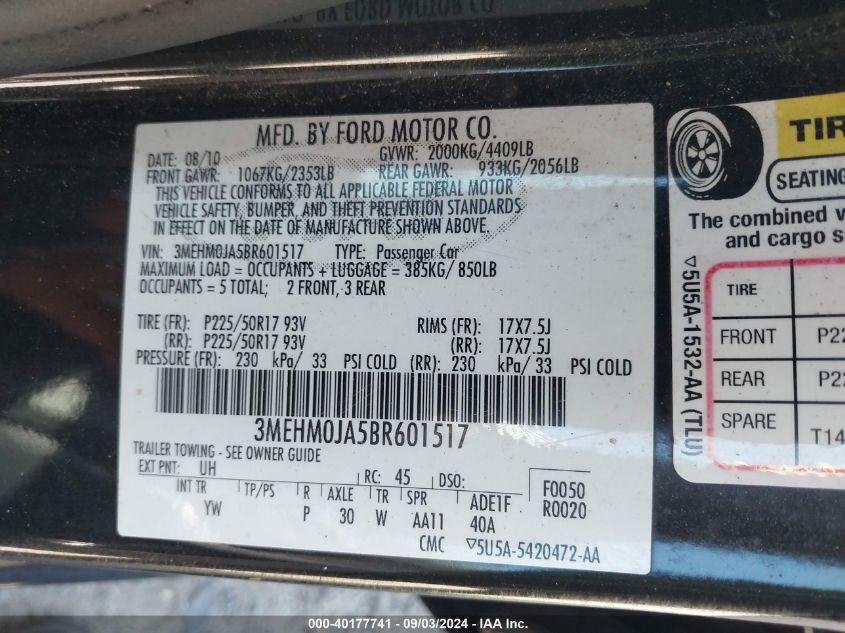 BY FORD MOTOR CO
MFD. BY FORD MOTOR CO.
DATE: 08/10 GVWR: 2000KG/4409LB
FRONT GAWR: 1067KG/2353LB REAR GAWR: 933KG/2056LB
THIS VEHICLE CONFORMS TO ALL APPLICABLE FEDERAL MOTOR
VEHICLE SAFETY, BUMPER, AND THEFT PREVENTION STANDARDS
IN EFFECT ON THE DATE OF MANUFACTURE SHOWN ABOVE.
VIN: 3MEHM0JA5BR601517 TYPE: Passenger Car
MAXIMUM LOAD = OCCUPANTS + LUGGAGE = 385KG/ 850LB
OCCUPANTS = 5 TOTAL; 2 FRONT, 3 REAR
TIRE (FR): P225/50R17 93V RIMS (FR): 17X7.5J
(RR): P225/50R17 93V (RR): 17X7.5J
PRESSURE (FR): 230 kPa/ 33 PSI COLD (RR): 230 kPa/ 33 PSI COLD
3MEHM0JA5BR601517
TRAILER TOWING - SEE OWNER GUIDE
EXT PNT: UH RC: 45 DSO: F0050
INT TR TP/PS R AXLE TR SPR ADE1F R0020
YW P 30 W AA11 40A
CMC ▽5U5A-5420472-AA
TIR
SEATING
The combined
and cargo
▽5U5A-1532-AA (TLU)
TIRE
FRONT P22
REAR P22
SPARE T14
000-40177741 - 09/03/2024 - IAA Inc.